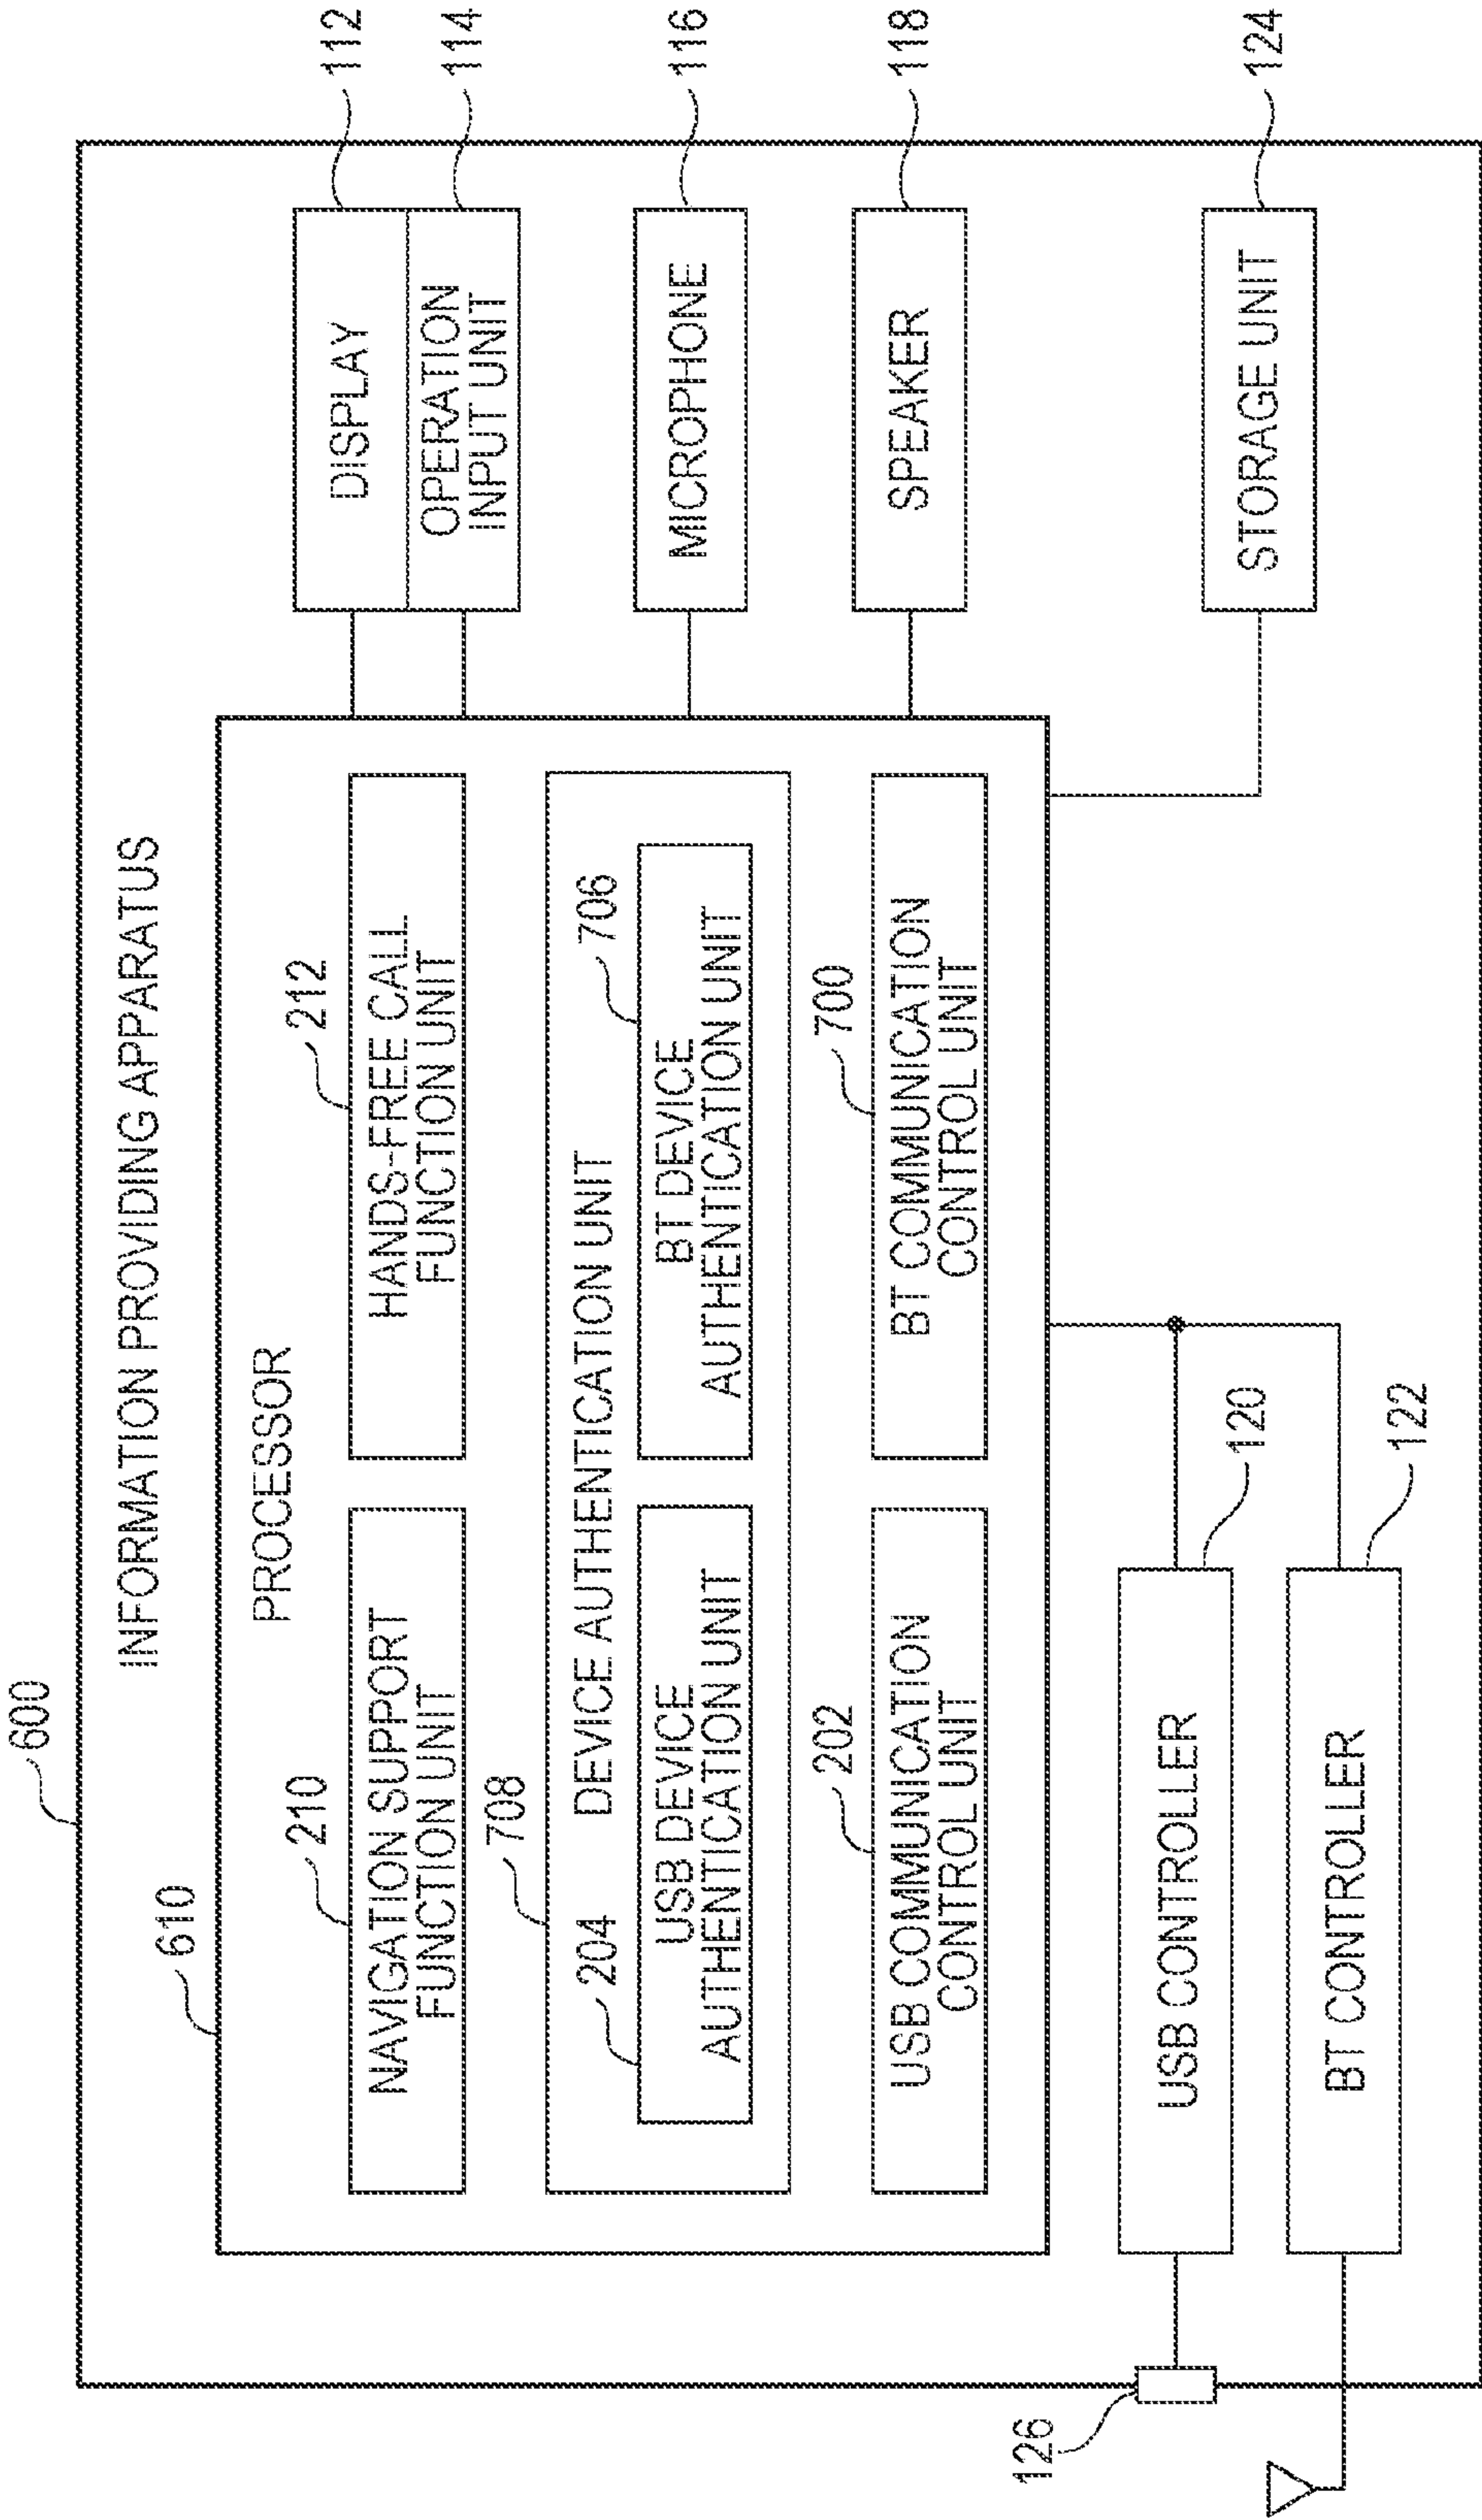 600
INFORMATION PROVIDING APPARATUS
610
PROCESSOR
210
NAVIGATION SUPPORT
FUNCTION UNIT
212
HANDS-FREE CALL
FUNCTION UNIT
708
DEVICE AUTHENTICATION UNIT
204
USB DEVICE
AUTHENTICATION UNIT
706
BT DEVICE
AUTHENTICATION UNIT
202
USB COMMUNICATION
CONTROL UNIT
700
BT COMMUNICATION
CONTROL UNIT
DISPLAY
112
OPERATION
INPUT UNIT
114
MICROPHONE
116
SPEAKER
118
STORAGE UNIT
124
USB CONTROLLER
120
BT CONTROLLER
122
126